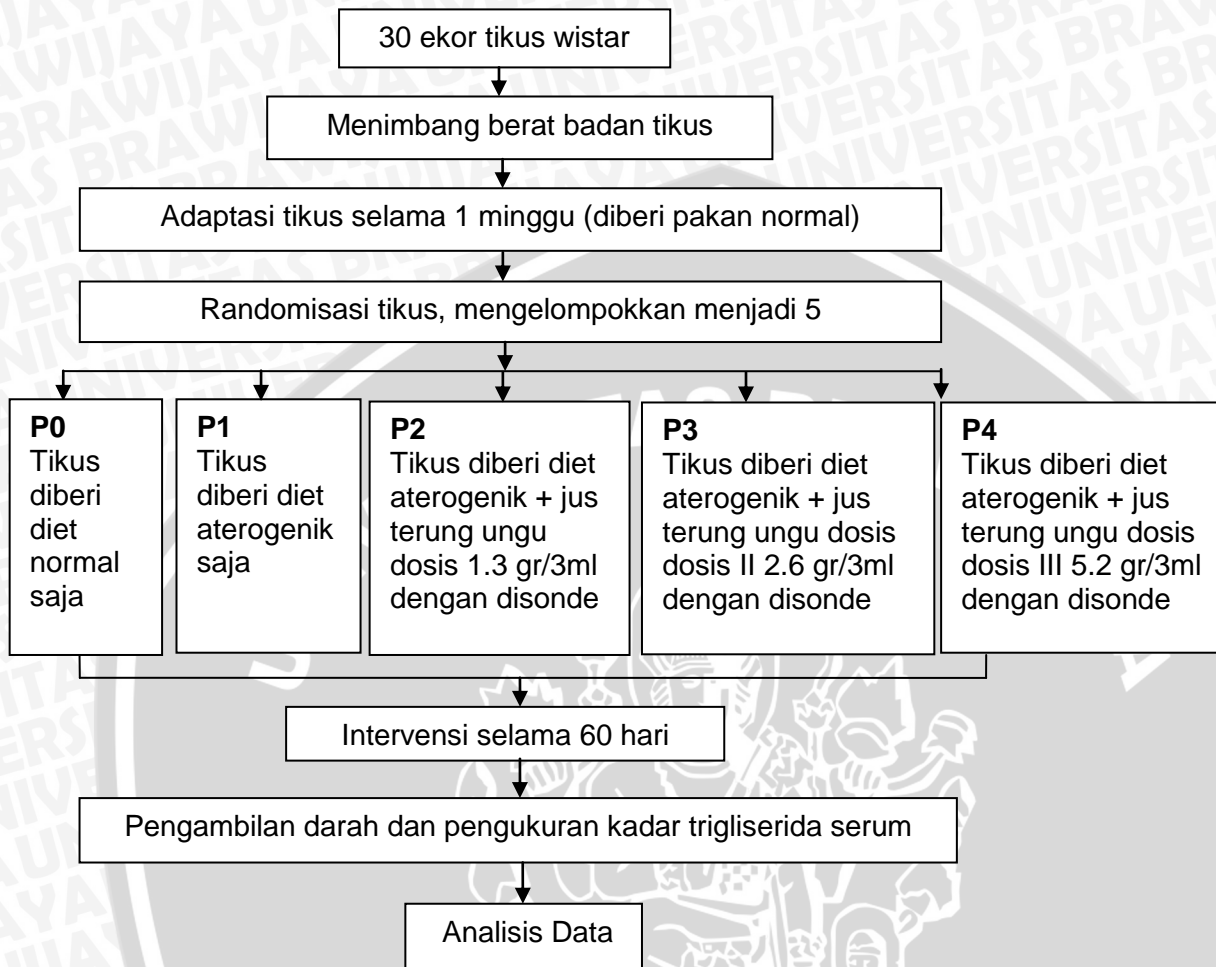 30 ekor tikus wistar
Menimbang berat badan tikus
Adaptasi tikus selama 1 minggu (diberi pakan normal)
Randomisasi tikus, mengelompokkan menjadi 5
P0
Tikus
diberi
diet
normal
saja
P1
Tikus
diberi diet
aterogenik
saja
P2
Tikus diberi diet
aterogenik + jus
terung ungu
dosis 1.3 gr/3ml
dengan disonde
P3
Tikus diberi diet
aterogenik + jus
terung ungu dosis
dosis II 2.6 gr/3ml
dengan disonde
P4
Tikus diberi diet
aterogenik + jus
terung ungu dosis
dosis III 5.2 gr/3ml
dengan disonde
Intervensi selama 60 hari
Pengambilan darah dan pengukuran kadar trigliserida serum
Analisis Data